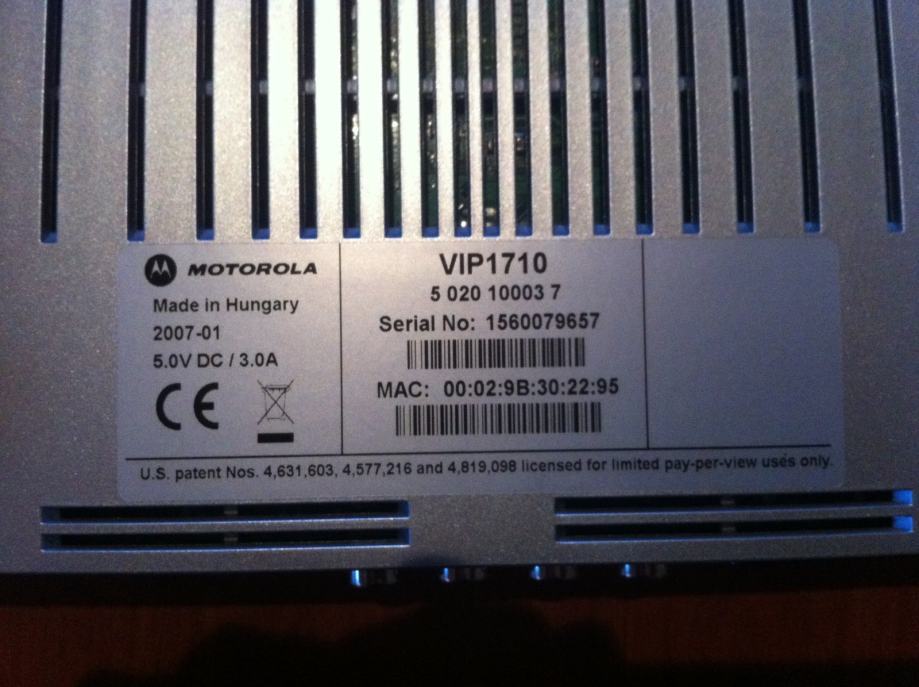 MOTOROLA
Made in Hungary
2007-01
5.0V DC / 3.0A
CE
VIP1710
5 020 10003 7
Serial No: 1560079657
MAC: 00:02:9B:30:22:95
U.S. patent Nos. 4,631,603, 4,577,216 and 4,819,098 licensed for limited pay-per-view uses only.